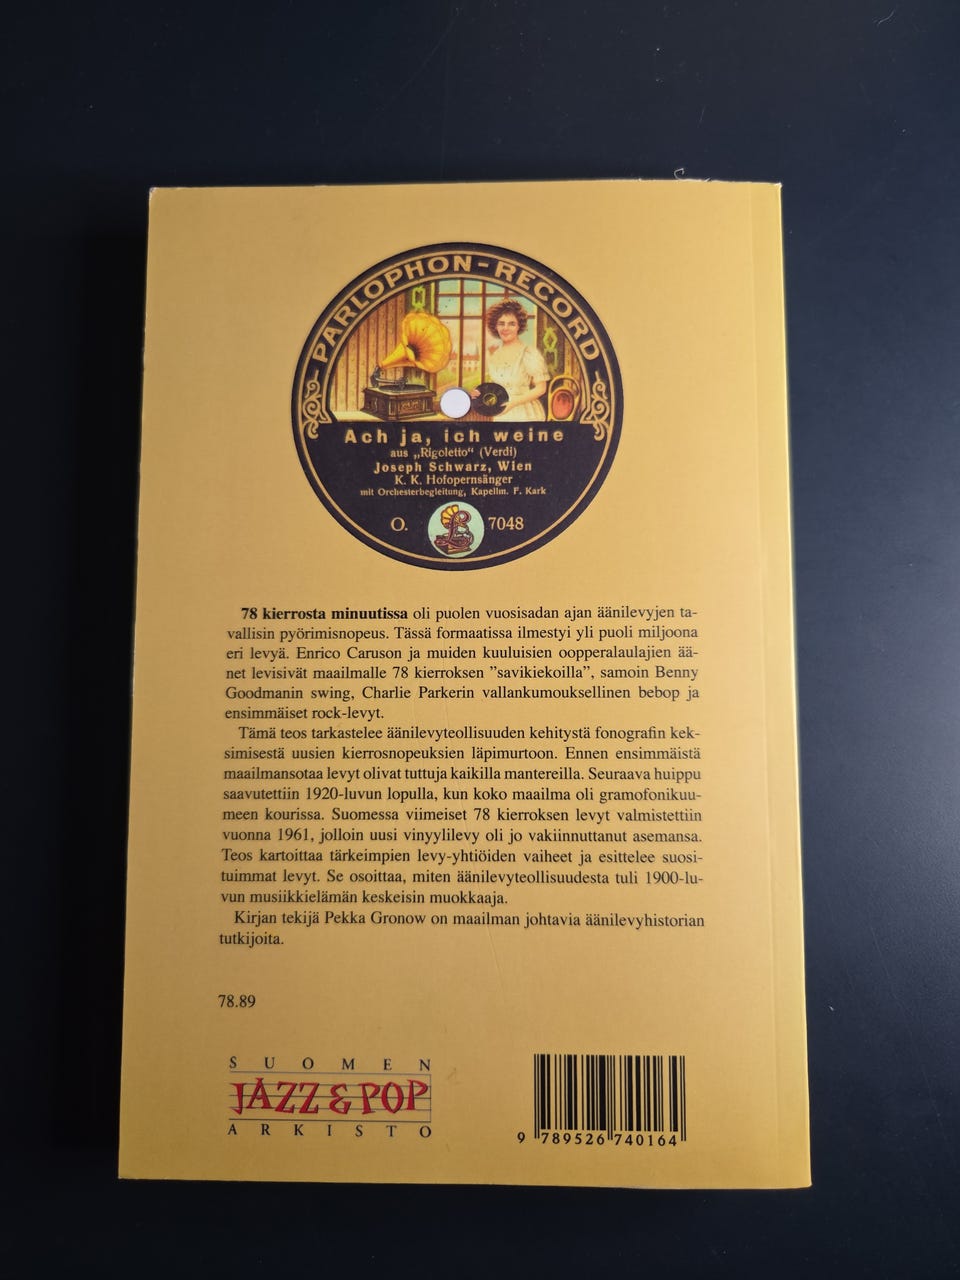 PARLOPHON-RECORD
Ach ja, ich weine
aus „Rigoletto“ (Verdi)
Joseph Schwarz, Wien
K. K. Hofopernsänger
mit Orchesterbegleitung, Kapellm. F. Kark
O. 7048
78 kierrosta minuutissa oli puolen vuosisadan ajan äänilevyjen ta-
vallisin pyörimisnopeus. Tässä formaatissa ilmestyi yli puoli miljoona
eri levyä. Enrico Caruson ja muiden kuuluisien oopperalaulajien ää-
net levisivät maailmalle 78 kierroksen ”savikiekoilla”, samoin Benny
Goodmanin swing, Charlie Parkerin vallankumouksellinen bebop ja
ensimmäiset rock-levyt.
Tämä teos tarkastelee äänilevyteollisuuden kehitystä fonografin kek-
simisestä uusien kierrosnopeuksien läpimurtoon. Ennen ensimmäistä
maailmansotaa levyt olivat tuttuja kaikilla mantereilla. Seuraava huippu
saavutettiin 1920-luvun lopulla, kun koko maailma oli gramofonikuu-
meen kourissa. Suomessa viimeiset 78 kierroksen levyt valmistettiin
vuonna 1961, jolloin uusi vinyylilevy oli jo vakiinnuttanut asemansa.
Teos kartoittaa tärkeimpien levy-yhtiöiden vaiheet ja esittelee suosi-
tuimmat levyt. Se osoittaa, miten äänilevyteollisuudesta tuli 1900-lu-
vun musiikkielämän keskeisin muokkaaja.
Kirjan tekijä Pekka Gronow on maailman johtavia äänilevyhistorian
tutkijoita.
78.89
SUOMEN
JAZZ & POP
ARKISTO
9 789526 740164